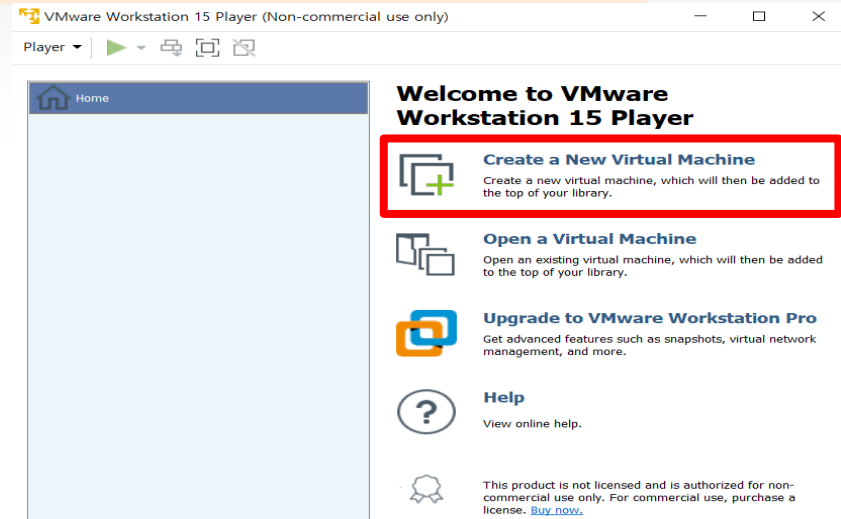 VMware Workstation 15 Player (Non-commercial use only)
Player
Home
Welcome to VMware
Workstation 15 Player
Create a New Virtual Machine
Create a new virtual machine, which will then be added to
the top of your library.
Open a Virtual Machine
Open an existing virtual machine, which will then be added
to the top of your library.
Upgrade to VMware Workstation Pro
Get advanced features such as snapshots, virtual network
management, and more.
?
Help
View online help.
This product is not licensed and is authorized for non-
commercial use only. For commercial use, purchase a
license. Buy now.